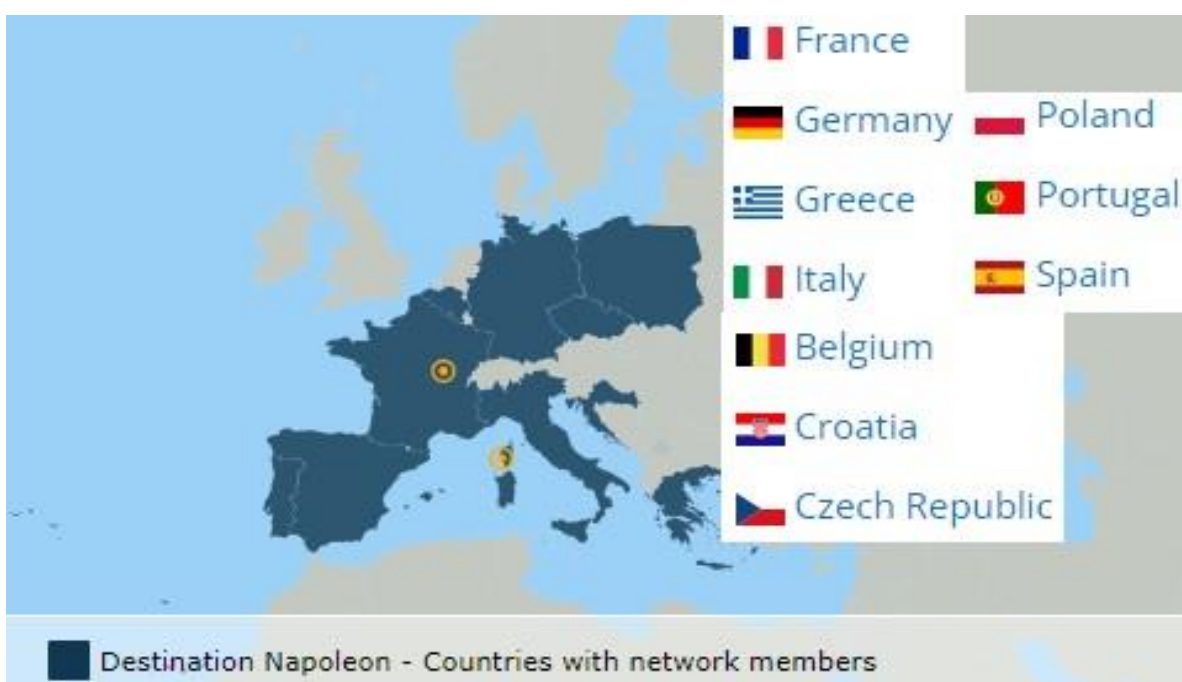 France
Germany
Poland
Greece
Portugal
Italy
Spain
Belgium
Croatia
Czech Republic
Destination Napoleon - Countries with network members